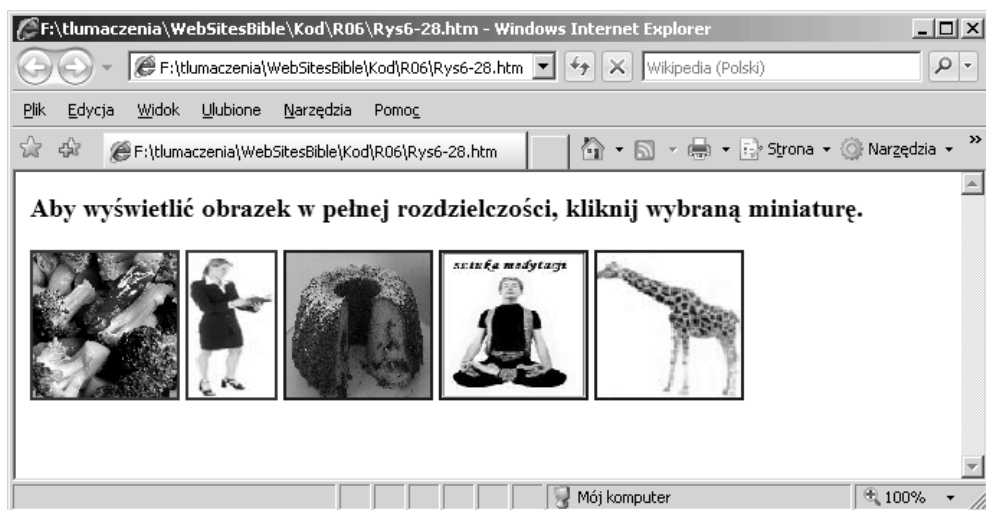 F:\tlumaczenia\WebSitesBible\Kod\R06\Rys6-28.htm - Windows Internet Explorer
F:\tlumaczenia\WebSitesBible\Kod\R06\Rys6-28.htm
Wikipedia (Polski)
Plik Edycja Widok Ulubione Narzędzia Pomoc
F:\tlumaczenia\WebSitesBible\Kod\R06\Rys6-28.htm
Strona
Narzędzia
»
Aby wyświetlić obrazek w pełnej rozdzielczości, kliknij wybraną miniaturę.
sztuka medytacji
Mój komputer
100%